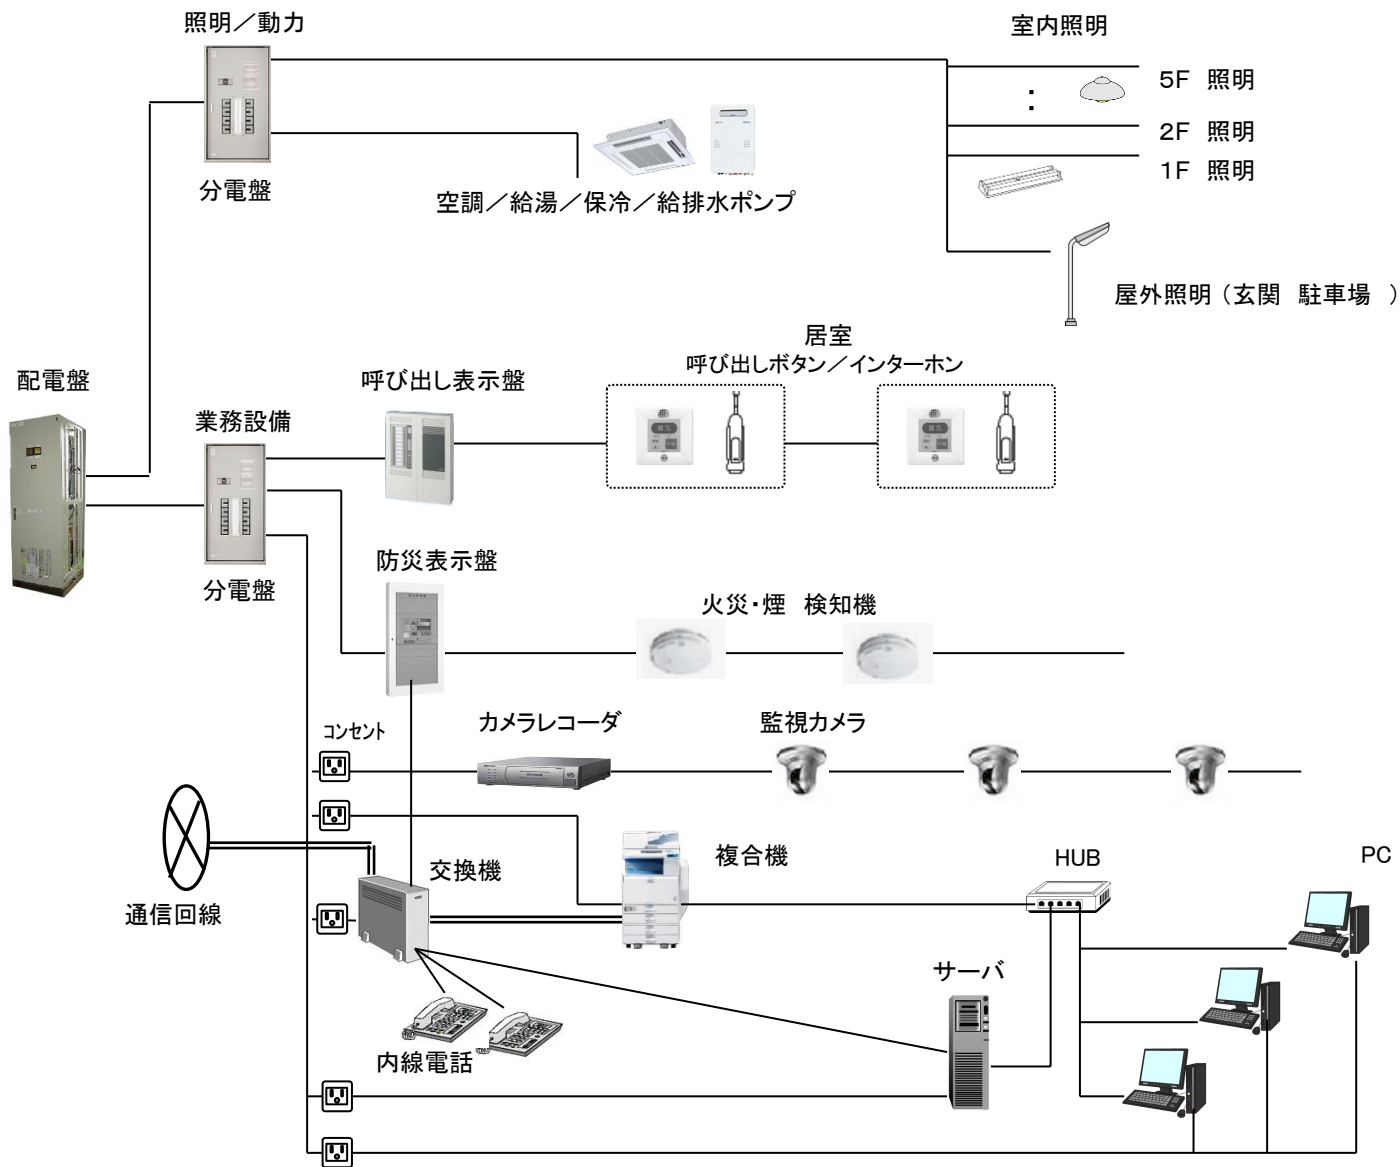 照明／動力
室内照明
5F 照明
2F 照明
1F 照明
分電盤
空調／給湯／保冷／給排水ポンプ
屋外照明（玄関 駐車場 ）
居室
呼び出しボタン／インターホン
配電盤
呼び出し表示盤
業務設備
防災表示盤
分電盤
火災・煙 検知機
コンセント
カメラレコーダ
監視カメラ
交換機
複合機
HUB
PC
通信回線
サーバ
内線電話